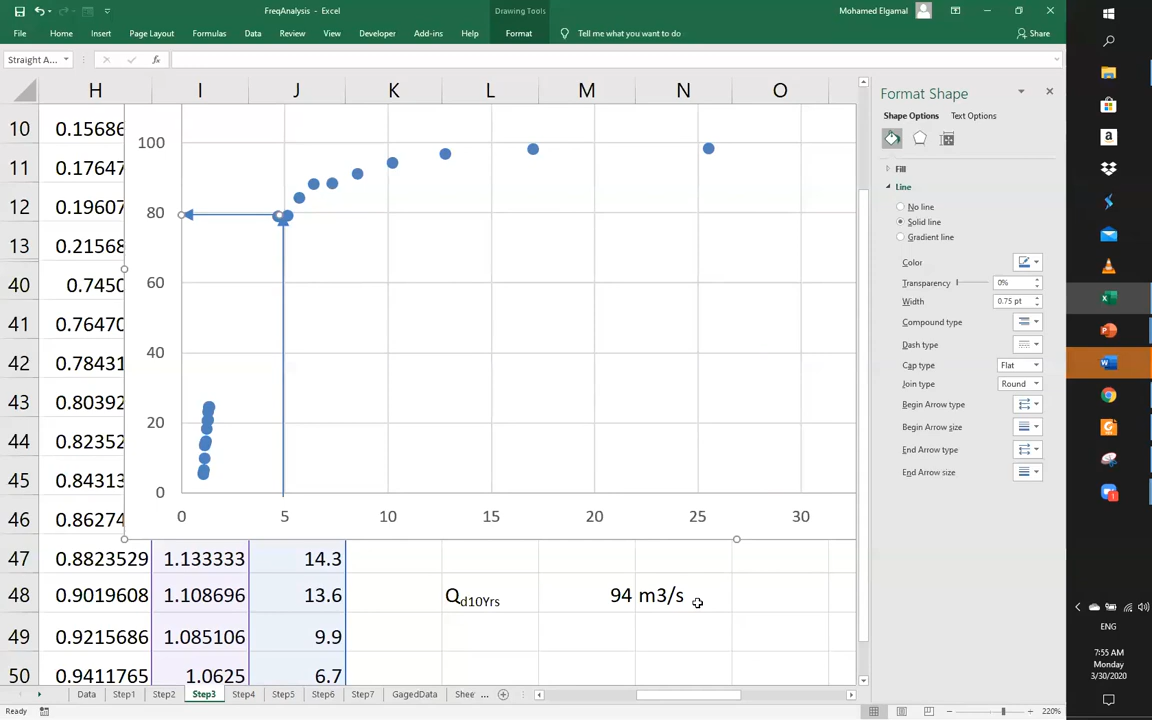 FreqAnalysis - Excel
Drawing Tools
Mohamed Elgamal
File Home Insert Page Layout Formulas Data Review View Developer Add-ins Help Format Tell me what you want to do Share
Straight A... fx
H I J K L M N O
10 0.15686
11 0.17647
12 0.19607
13 0.21568
40 0.7450
41 0.76470
42 0.78431
43 0.80392
44 0.82352
45 0.84313
46 0.86274
47 0.8823529 1.133333 14.3
48 0.9019608 1.108696 13.6 Qd10Yrs 94 m3/s
49 0.9215686 1.085106 9.9
50 0.9411765 1.0625 6.7
100
80
60
40
20
0
0 5 10 15 20 25 30
Format Shape
Shape Options Text Options
Fill
Line
No line
Solid line
Gradient line
Color
Transparency 0%
Width 0.75 pt
Compound type
Dash type
Cap type Flat
Join type Round
Begin Arrow type
Begin Arrow size
End Arrow type
End Arrow size
Data Step1 Step2 Step3 Step4 Step5 Step6 Step7 GagedData Shee ...
Ready
220%
ENG
7:55 AM
Monday
3/30/2020